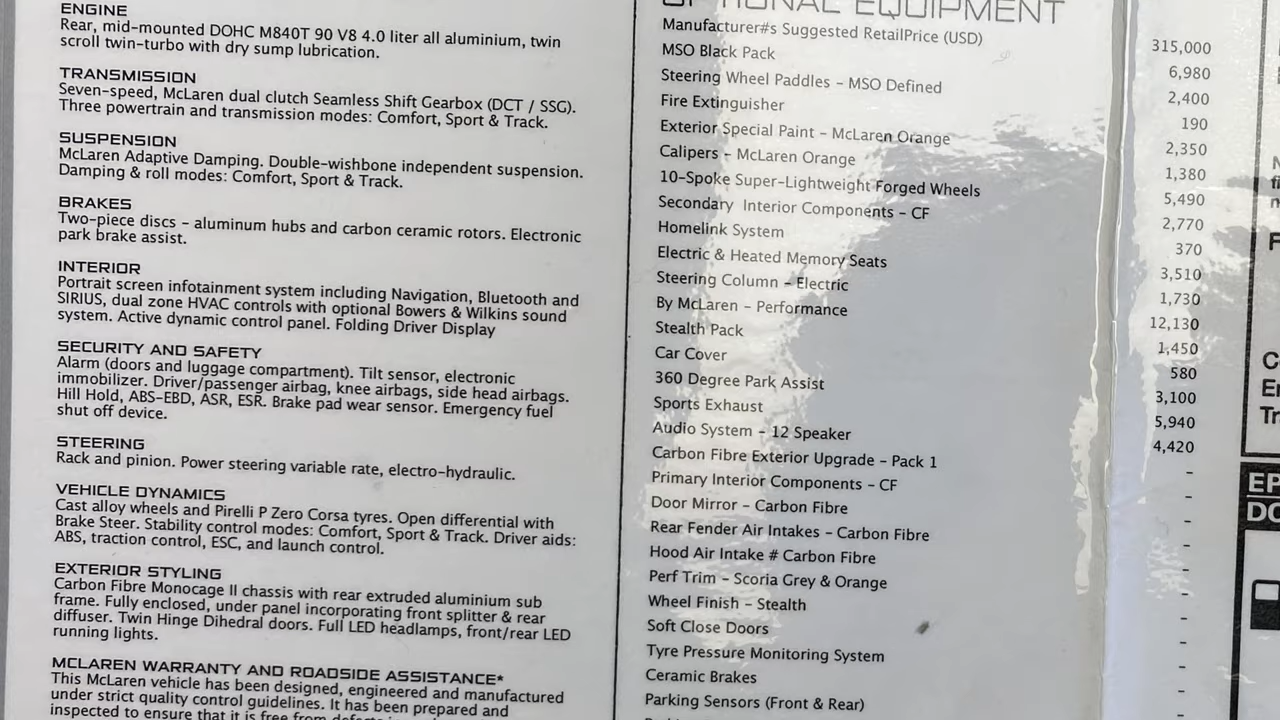 ENGINE
Rear, mid-mounted DOHC M840T 90 V8 4.0 liter all aluminium, twin
scroll twin-turbo with dry sump lubrication.
TRANSMISSION
Seven-speed, McLaren dual clutch Seamless Shift Gearbox (DCT / SSG).
Three powertrain and transmission modes: Comfort, Sport & Track.
SUSPENSION
McLaren Adaptive Damping. Double-wishbone independent suspension.
Damping & roll modes: Comfort, Sport & Track.
BRAKES
Two-piece discs - aluminum hubs and carbon ceramic rotors. Electronic
park brake assist.
INTERIOR
Portrait screen infotainment system including Navigation, Bluetooth and
SIRIUS, dual zone HVAC controls with optional Bowers & Wilkins sound
system. Active dynamic control panel. Folding Driver Display
SECURITY AND SAFETY
Alarm (doors and luggage compartment). Tilt sensor, electronic
immobilizer. Driver/passenger airbag, knee airbags, side head airbags.
Hill Hold, ABS-EBD, ASR, ESR. Brake pad wear sensor. Emergency fuel
shut off device.
STEERING
Rack and pinion. Power steering variable rate, electro-hydraulic.
VEHICLE DYNAMICS
Cast alloy wheels and Pirelli P Zero Corsa tyres. Open differential with
Brake Steer. Stability control modes: Comfort, Sport & Track. Driver aids:
ABS, traction control, ESC, and launch control.
EXTERIOR STYLING
Carbon Fibre Monocage II chassis with rear extruded aluminium sub
frame. Fully enclosed, under panel incorporating front splitter & rear
diffuser. Twin Hinge Dihedral doors. Full LED headlamps, front/rear LED
running lights.
MCLAREN WARRANTY AND ROADSIDE ASSISTANCE*
This McLaren vehicle has been designed, engineered and manufactured
under strict quality control guidelines. It has been prepared and
inspected to ensure that it is free from
OPTIONAL EQUIPMENT
Manufacturer#s Suggested RetailPrice (USD) 315,000
MSO Black Pack 6,980
Steering Wheel Paddles - MSO Defined 2,400
Fire Extinguisher 190
Exterior Special Paint - McLaren Orange 2,350
Calipers - McLaren Orange 1,380
10-Spoke Super-Lightweight Forged Wheels 5,490
Secondary Interior Components - CF 2,770
Homelink System 370
Electric & Heated Memory Seats 3,510
Steering Column - Electric 1,730
By McLaren - Performance 12,130
Stealth Pack 1,450
Car Cover 580
360 Degree Park Assist 3,100
Sports Exhaust 5,940
Audio System - 12 Speaker 4,420
Carbon Fibre Exterior Upgrade - Pack 1 -
Primary Interior Components - CF -
Door Mirror - Carbon Fibre -
Rear Fender Air Intakes - Carbon Fibre -
Hood Air Intake # Carbon Fibre -
Perf Trim - Scoria Grey & Orange -
Wheel Finish - Stealth -
Soft Close Doors -
Tyre Pressure Monitoring System -
Ceramic Brakes -
Parking Sensors (Front & Rear)